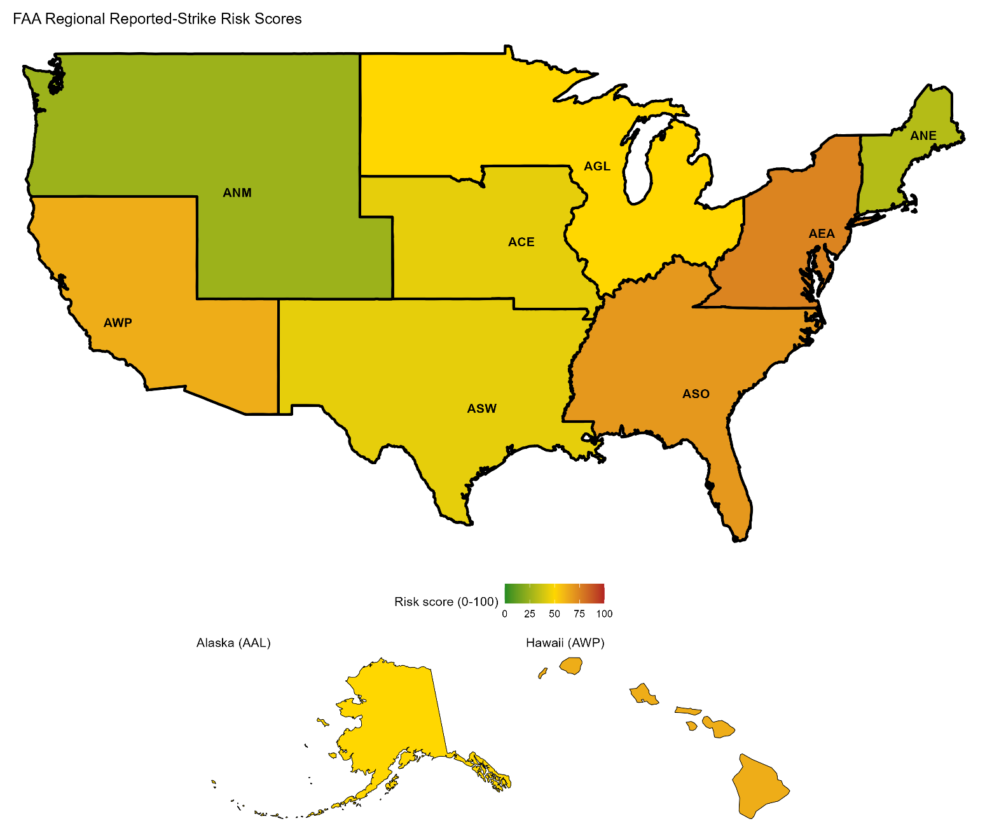 FAA Regional Reported-Strike Risk Scores
ANE
AGL
ANM
AEA
ACE
AWP
ASO
ASW
Risk score (0-100)
0 25 50 75 100
Alaska (AAL)
Hawaii (AWP)